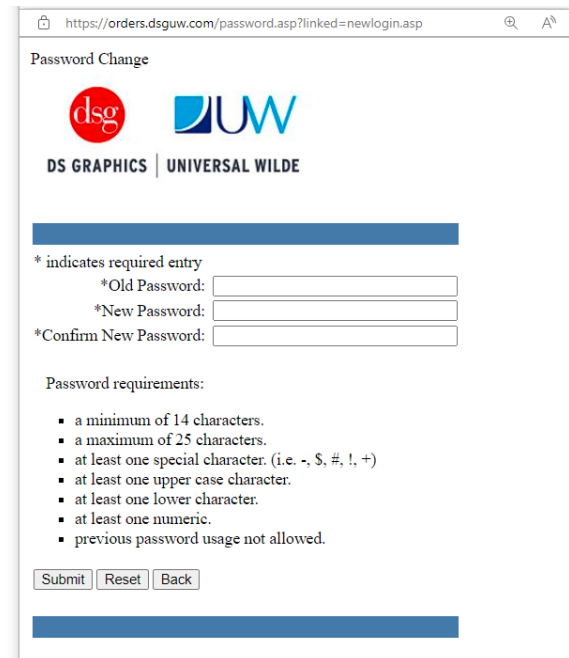 https://orders.dsguw.com/password.asp?linked=newlogin.asp
Password Change
dsg UW
DS GRAPHICS | UNIVERSAL WILDE
* indicates required entry
*Old Password:
*New Password:
*Confirm New Password:
Password requirements:
▪ a minimum of 14 characters.
▪ a maximum of 25 characters.
▪ at least one special character. (i.e. -, $, #, !, +)
▪ at least one upper case character.
▪ at least one lower character.
▪ at least one numeric.
▪ previous password usage not allowed.
Submit Reset Back